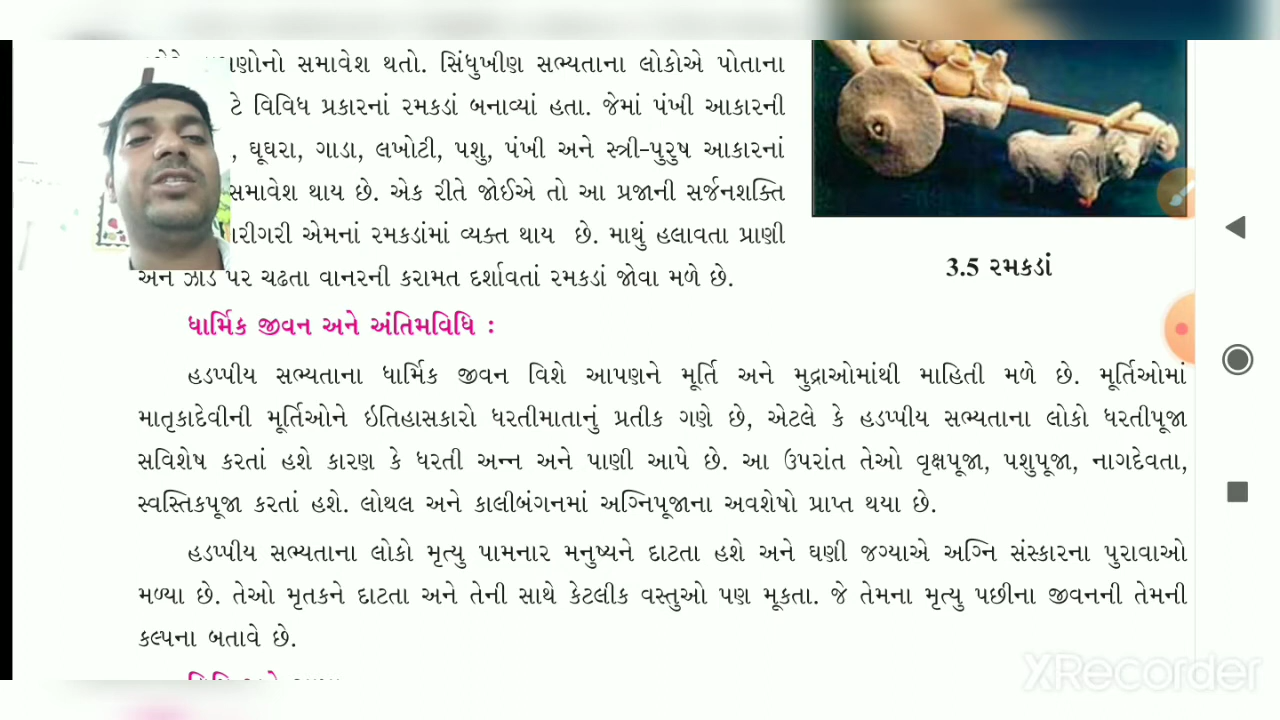 સમાવેશ થતો. સિંધુખીણ સભ્યતાના લોકોએ પોતાના
ટે વિવિધ પ્રકારનાં રમકડાં બનાવ્યાં હતા. જેમાં પંખી આકારની
, ઘૂઘરા, ગાડા, લખોટી, પશુ, પંખી અને સ્ત્રી-પુરુષ આકારનાં
સમાવેશ થાય છે. એક રીતે જોઈએ તો આ પ્રજાની સર્જનશક્તિ
ારીગરી એમનાં રમકડાંમાં વ્યક્ત થાય છે. માથું હલાવતા પ્રાણી
અને ઝાડ પર ચઢતા વાનરની કરામત દર્શાવતાં રમકડાં જોવા મળે છે.
3.5 રમકડાં
ધાર્મિક જીવન અને અંતિમવિધિ :
હડપ્પીય સભ્યતાના ધાર્મિક જીવન વિશે આપણને મૂર્તિ અને મુદ્રાઓમાંથી માહિતી મળે છે. મૂર્તિઓમાં
માતૃકાદેવીની મૂર્તિઓને ઇતિહાસકારો ધરતીમાતાનું પ્રતીક ગણે છે, એટલે કે હડપ્પીય સભ્યતાના લોકો ધરતીપૂજા
સવિશેષ કરતાં હશે કારણ કે ધરતી અન્ન અને પાણી આપે છે. આ ઉપરાંત તેઓ વૃક્ષપૂજા, પશુપૂજા, નાગદેવતા,
સ્વસ્તિકપૂજા કરતાં હશે. લોથલ અને કાલીબંગનમાં અગ્નિપૂજાના અવશેષો પ્રાપ્ત થયા છે.
હડપ્પીય સભ્યતાના લોકો મૃત્યુ પામનાર મનુષ્યને દાટતા હશે અને ઘણી જગ્યાએ અગ્નિ સંસ્કારના પુરાવાઓ
મળ્યા છે. તેઓ મૃતકને દાટતા અને તેની સાથે કેટલીક વસ્તુઓ પણ મૂકતા. જે તેમના મૃત્યુ પછીના જીવનની તેમની
કલ્પના બતાવે છે.
XRecorder